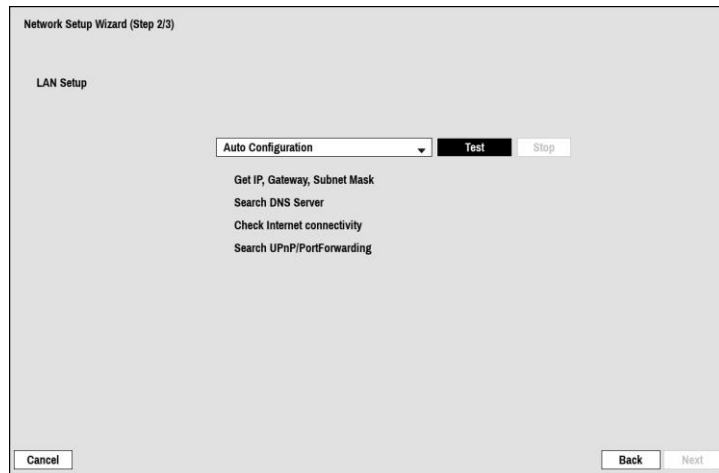 Network Setup Wizard (Step 2/3)
LAN Setup
Auto Configuration
Test
Stop
Get IP, Gateway, Subnet Mask
Search DNS Server
Check Internet connectivity
Search UPnP/PortForwarding
Cancel
Back
Next